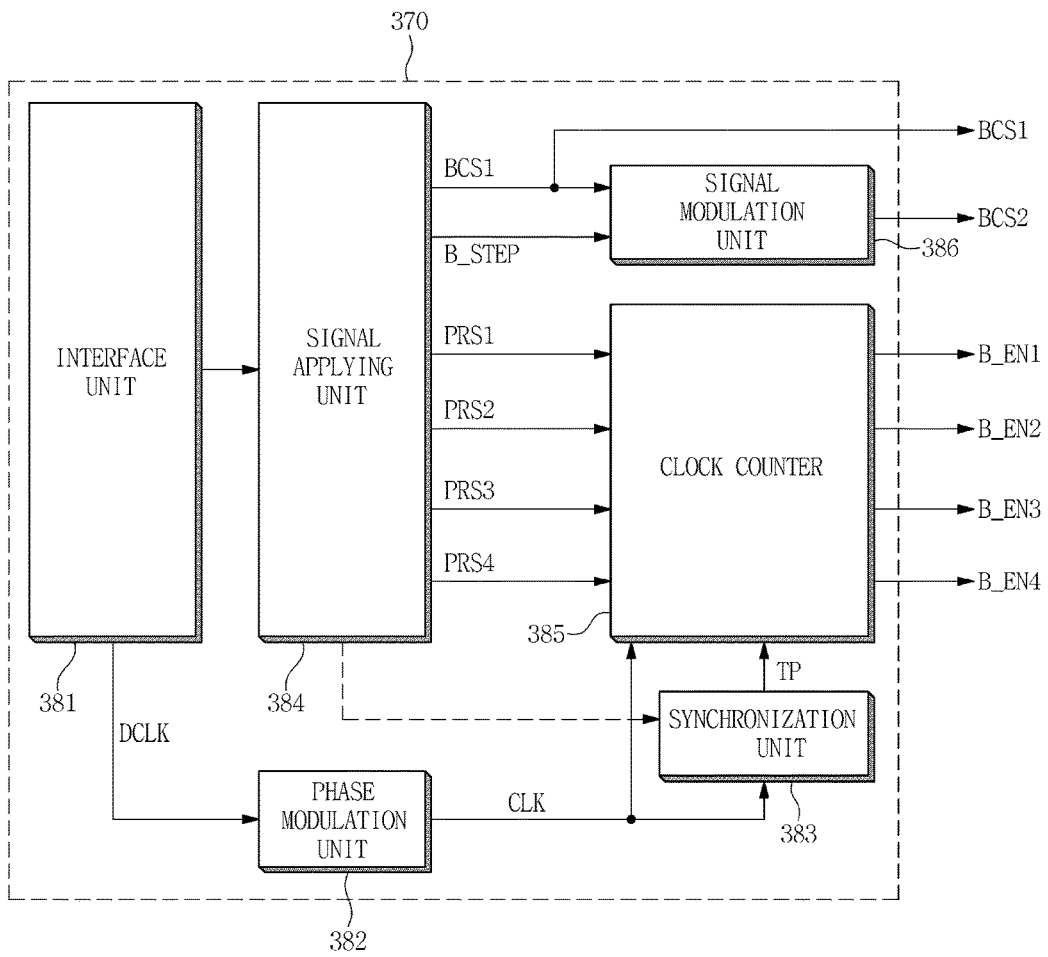 370
BCS1
BCS1
SIGNAL
MODULATION
UNIT
BCS2
B_STEP
386
INTERFACE
UNIT
SIGNAL
APPLYING
UNIT
PRS1
PRS2
PRS3
PRS4
CLOCK COUNTER
B_EN1
B_EN2
B_EN3
B_EN4
385
381
384
TP
DCLK
SYNCHRONIZATION
UNIT
PHASE
MODULATION
UNIT
CLK
383
382